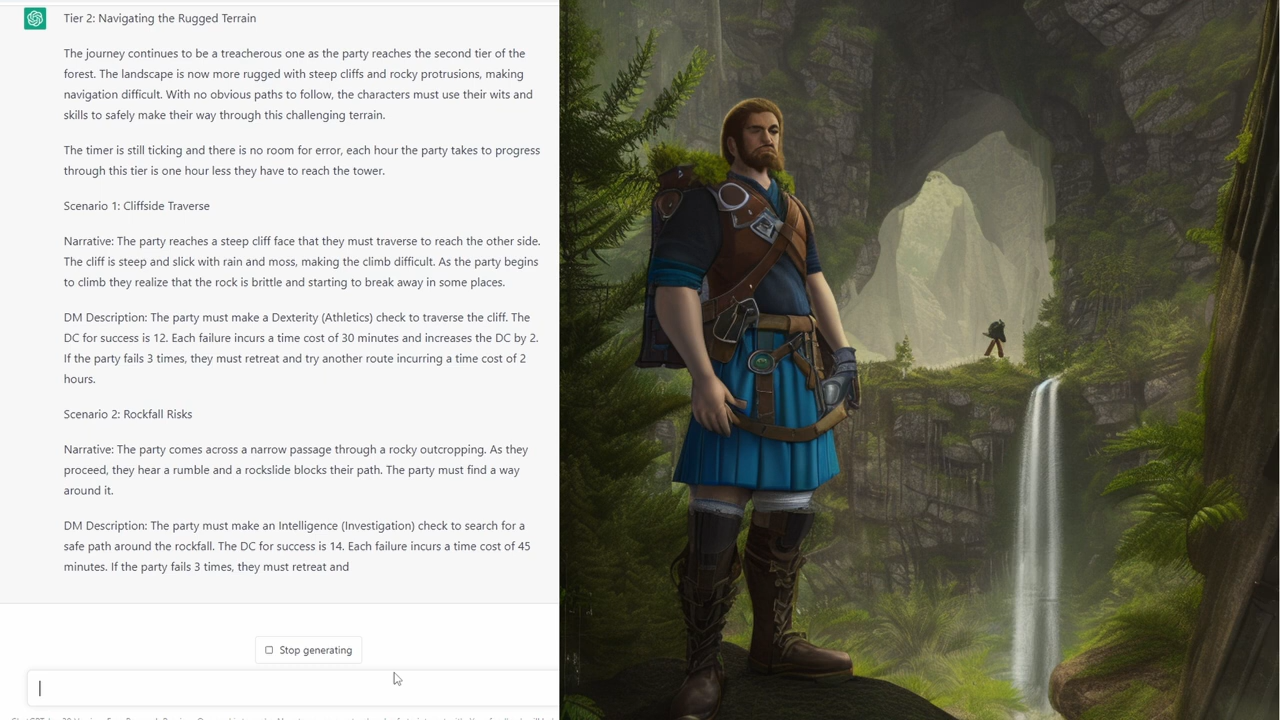 Tier 2: Navigating the Rugged Terrain
The journey continues to be a treacherous one as the party reaches the second tier of the
forest. The landscape is now more rugged with steep cliffs and rocky protrusions, making
navigation difficult. With no obvious paths to follow, the characters must use their wits and
skills to safely make their way through this challenging terrain.
The timer is still ticking and there is no room for error, each hour the party takes to progress
through this tier is one hour less they have to reach the tower.
Scenario 1: Cliffside Traverse
Narrative: The party reaches a steep cliff face that they must traverse to reach the other side.
The cliff is steep and slick with rain and moss, making the climb difficult. As the party begins
to climb they realize that the rock is brittle and starting to break away in some places.
DM Description: The party must make a Dexterity (Athletics) check to traverse the cliff. The
DC for success is 12. Each failure incurs a time cost of 30 minutes and increases the DC by 2.
If the party fails 3 times, they must retreat and try another route incurring a time cost of 2
hours.
Scenario 2: Rockfall Risks
Narrative: The party comes across a narrow passage through a rocky outcropping. As they
proceed, they hear a rumble and a rockslide blocks their path. The party must find a way
around it.
DM Description: The party must make an Intelligence (Investigation) check to search for a
safe path around the rockfall. The DC for success is 14. Each failure incurs a time cost of 45
minutes. If the party fails 3 times, they must retreat and
Stop generating